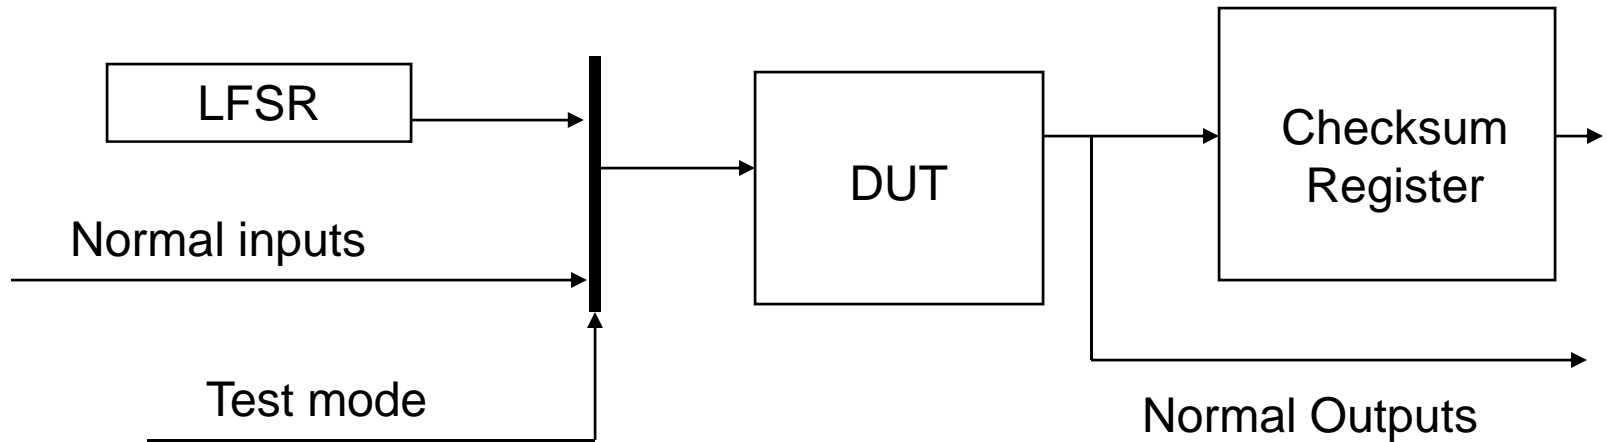 LFSR
Normal inputs
Test mode
DUT
Checksum
Register
Normal Outputs